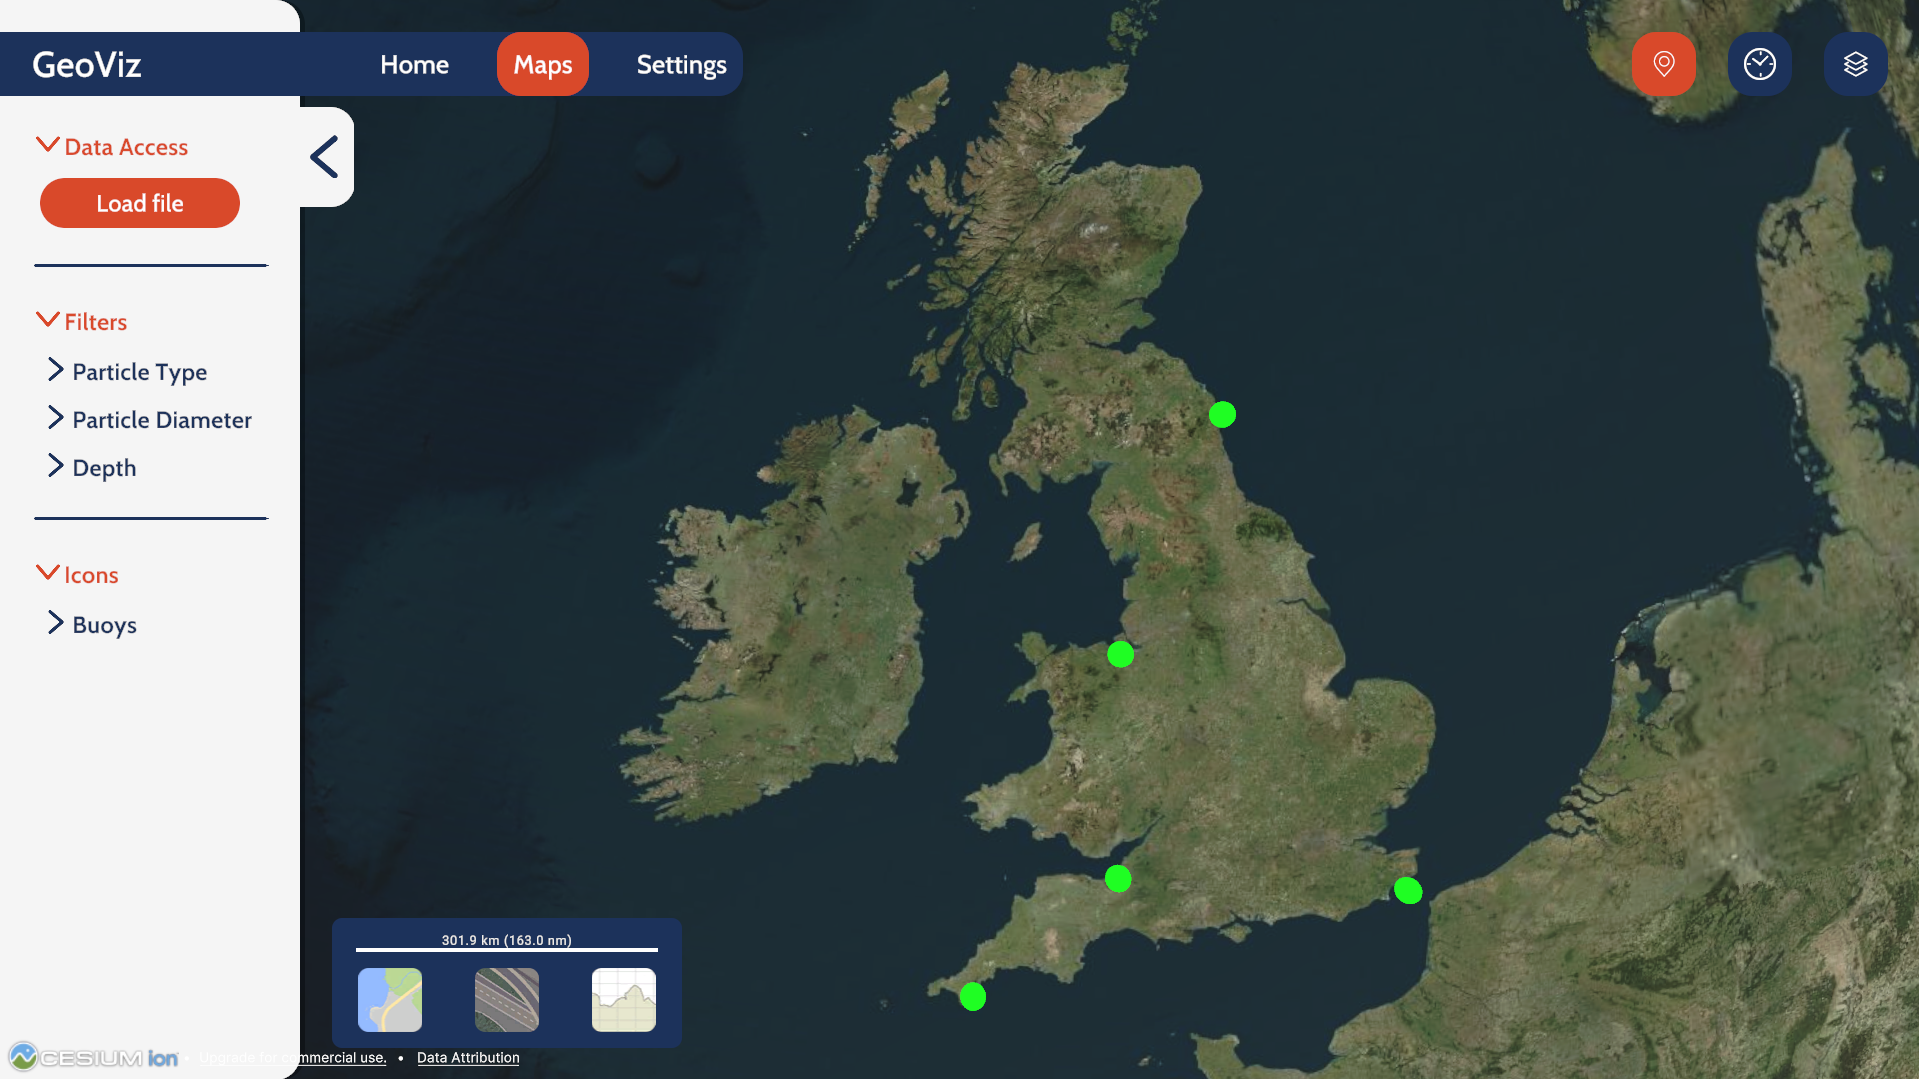 GeoViz
Home
Maps
Settings
Data Access
Load file
Filters
Particle Type
Particle Diameter
Depth
Icons
Buoys
301.9 km (163.0 nm)
CESIUM ion • Upgrade for commercial use. • Data Attribution